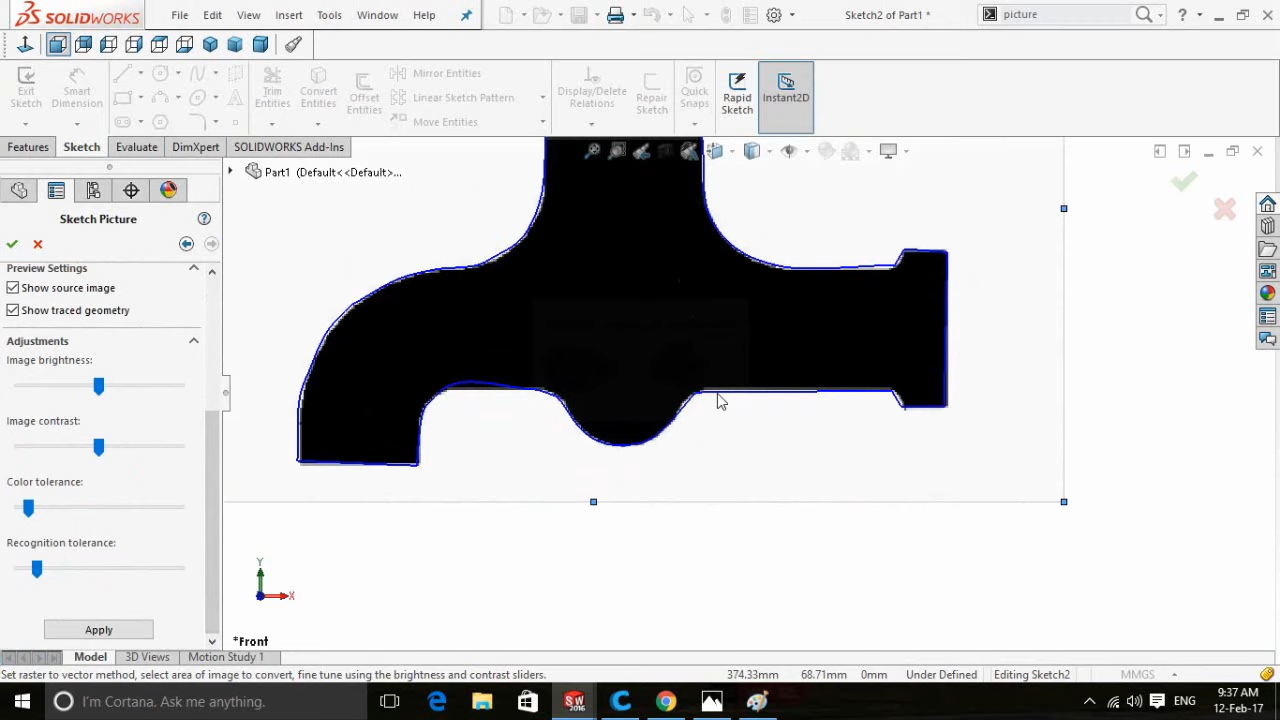 SOLIDWORKS File Edit View Insert Tools Window Help Sketch2 of Part1 * picture
Exit Sketch Smart Dimension Trim Entities Convert Entities Offset Entities Mirror Entities Linear Sketch Pattern Move Entities Display/Delete Relations Repair Sketch Quick Snaps Rapid Sketch Instant2D
Features Sketch Evaluate DimXpert SOLIDWORKS Add-Ins
Part1 (Default<<Default>...
Sketch Picture
Preview Settings
Show source image
Show traced geometry
Adjustments
Image brightness:
Image contrast:
Color tolerance:
Recognition tolerance:
Apply
Y
X
*Front
Model 3D Views Motion Study 1
Set raster to vector method, select area of image to convert, fine tune using the brightness and contrast sliders. 374.33mm 68.71mm 0mm Under Defined Editing Sketch2 MMGS
I'm Cortana. Ask me anything. SW 2016 ENG 9:37 AM
12-Feb-17